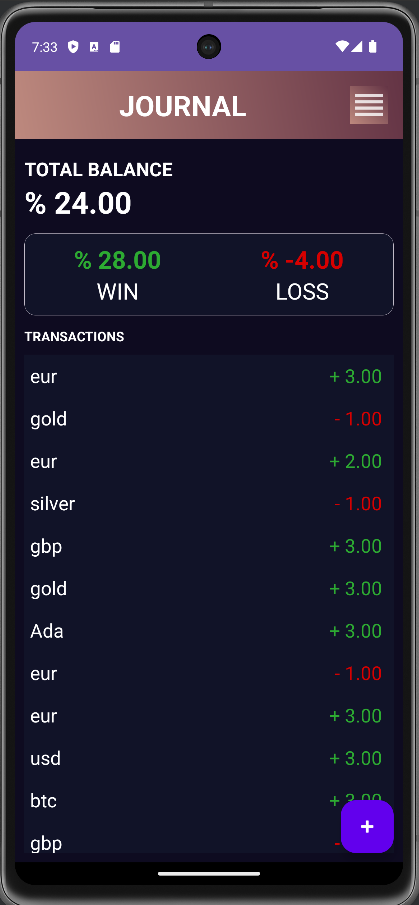 7:33
JOURNAL
TOTAL BALANCE
% 24.00
% 28.00 % -4.00
WIN LOSS
TRANSACTIONS
eur + 3.00
gold - 1.00
eur + 2.00
silver - 1.00
gbp + 3.00
gold + 3.00
Ada + 3.00
eur - 1.00
eur + 3.00
usd + 3.00
btc + 3.00
gbp -
+